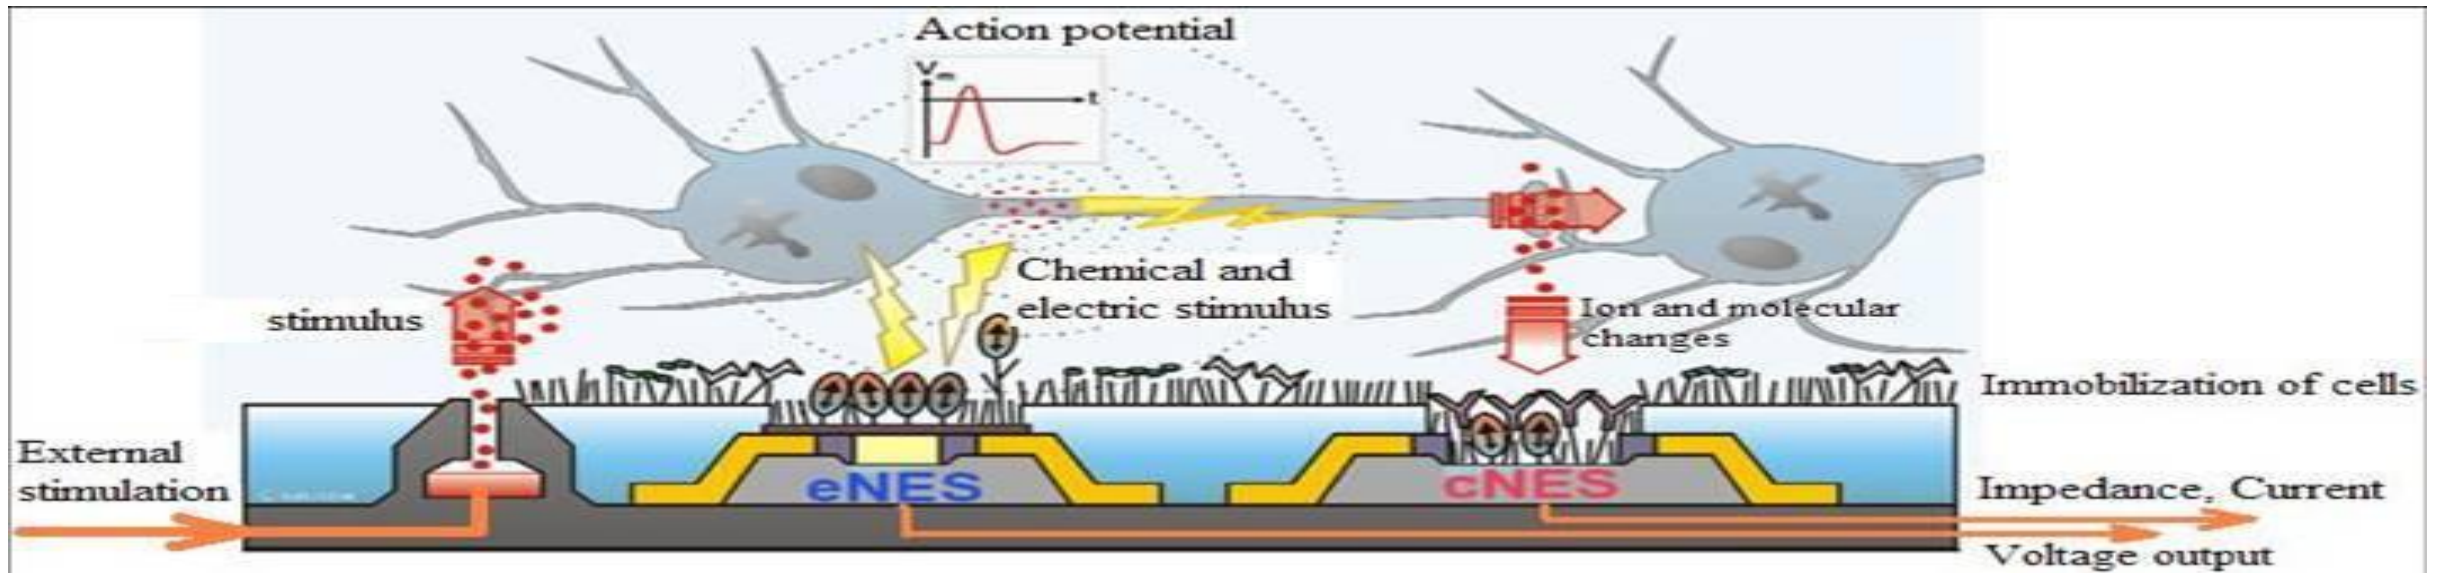 Action potential
Vm
t
Chemical and
electric stimulus
stimulus
Ion and molecular
changes
Immobilization of cells
External
stimulation
eNES
cNES
Impedance, Current
Voltage output